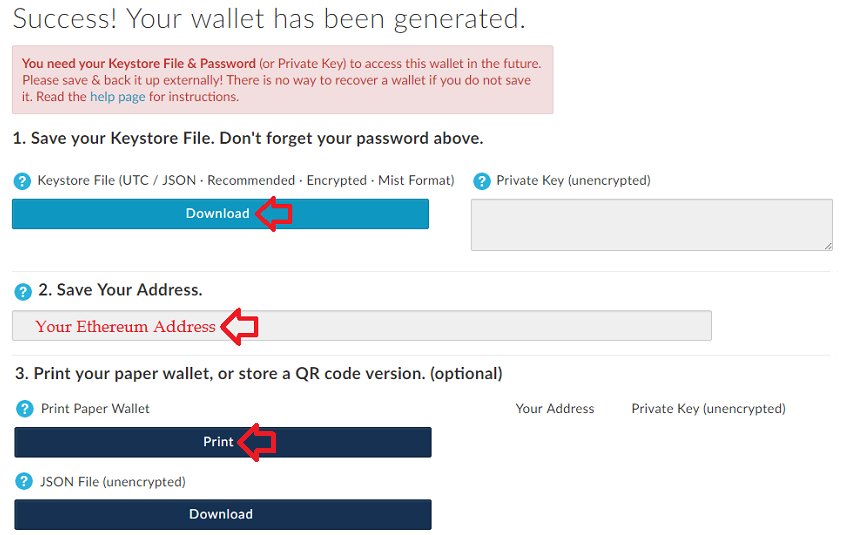 Success! Your wallet has been generated.
You need your Keystore File & Password (or Private Key) to access this wallet in the future.
Please save & back it up externally! There is no way to recover a wallet if you do not save
it. Read the help page for instructions.
1. Save your Keystore File. Don't forget your password above.
? Keystore File (UTC / JSON · Recommended · Encrypted · Mist Format)
? Private Key (unencrypted)
Download
? 2. Save Your Address.
Your Ethereum Address
3. Print your paper wallet, or store a QR code version. (optional)
? Print Paper Wallet
Your Address
Private Key (unencrypted)
Print
? JSON File (unencrypted)
Download